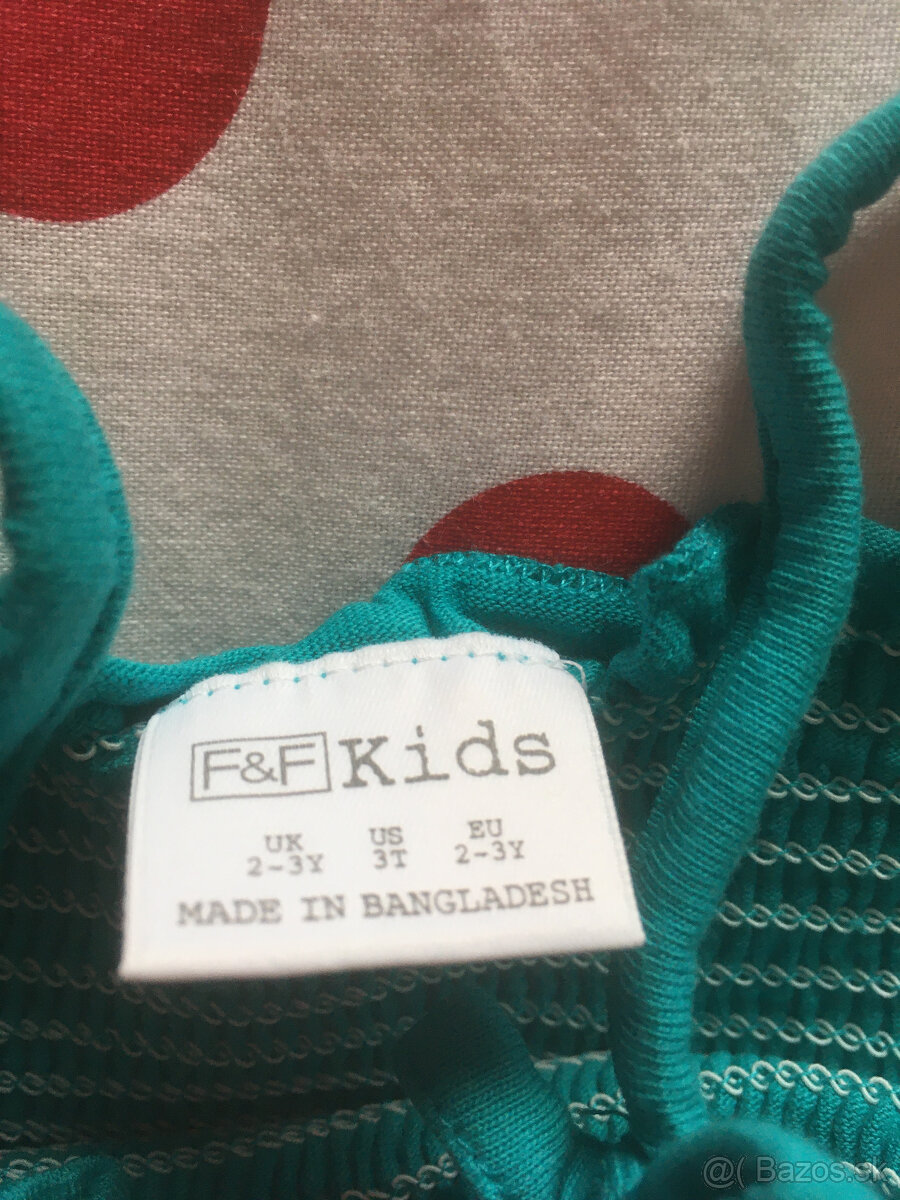 F&F Kids
UK US EU
2-3Y 3T 2-3Y
MADE IN BANGLADESH
@( Bazos.sk